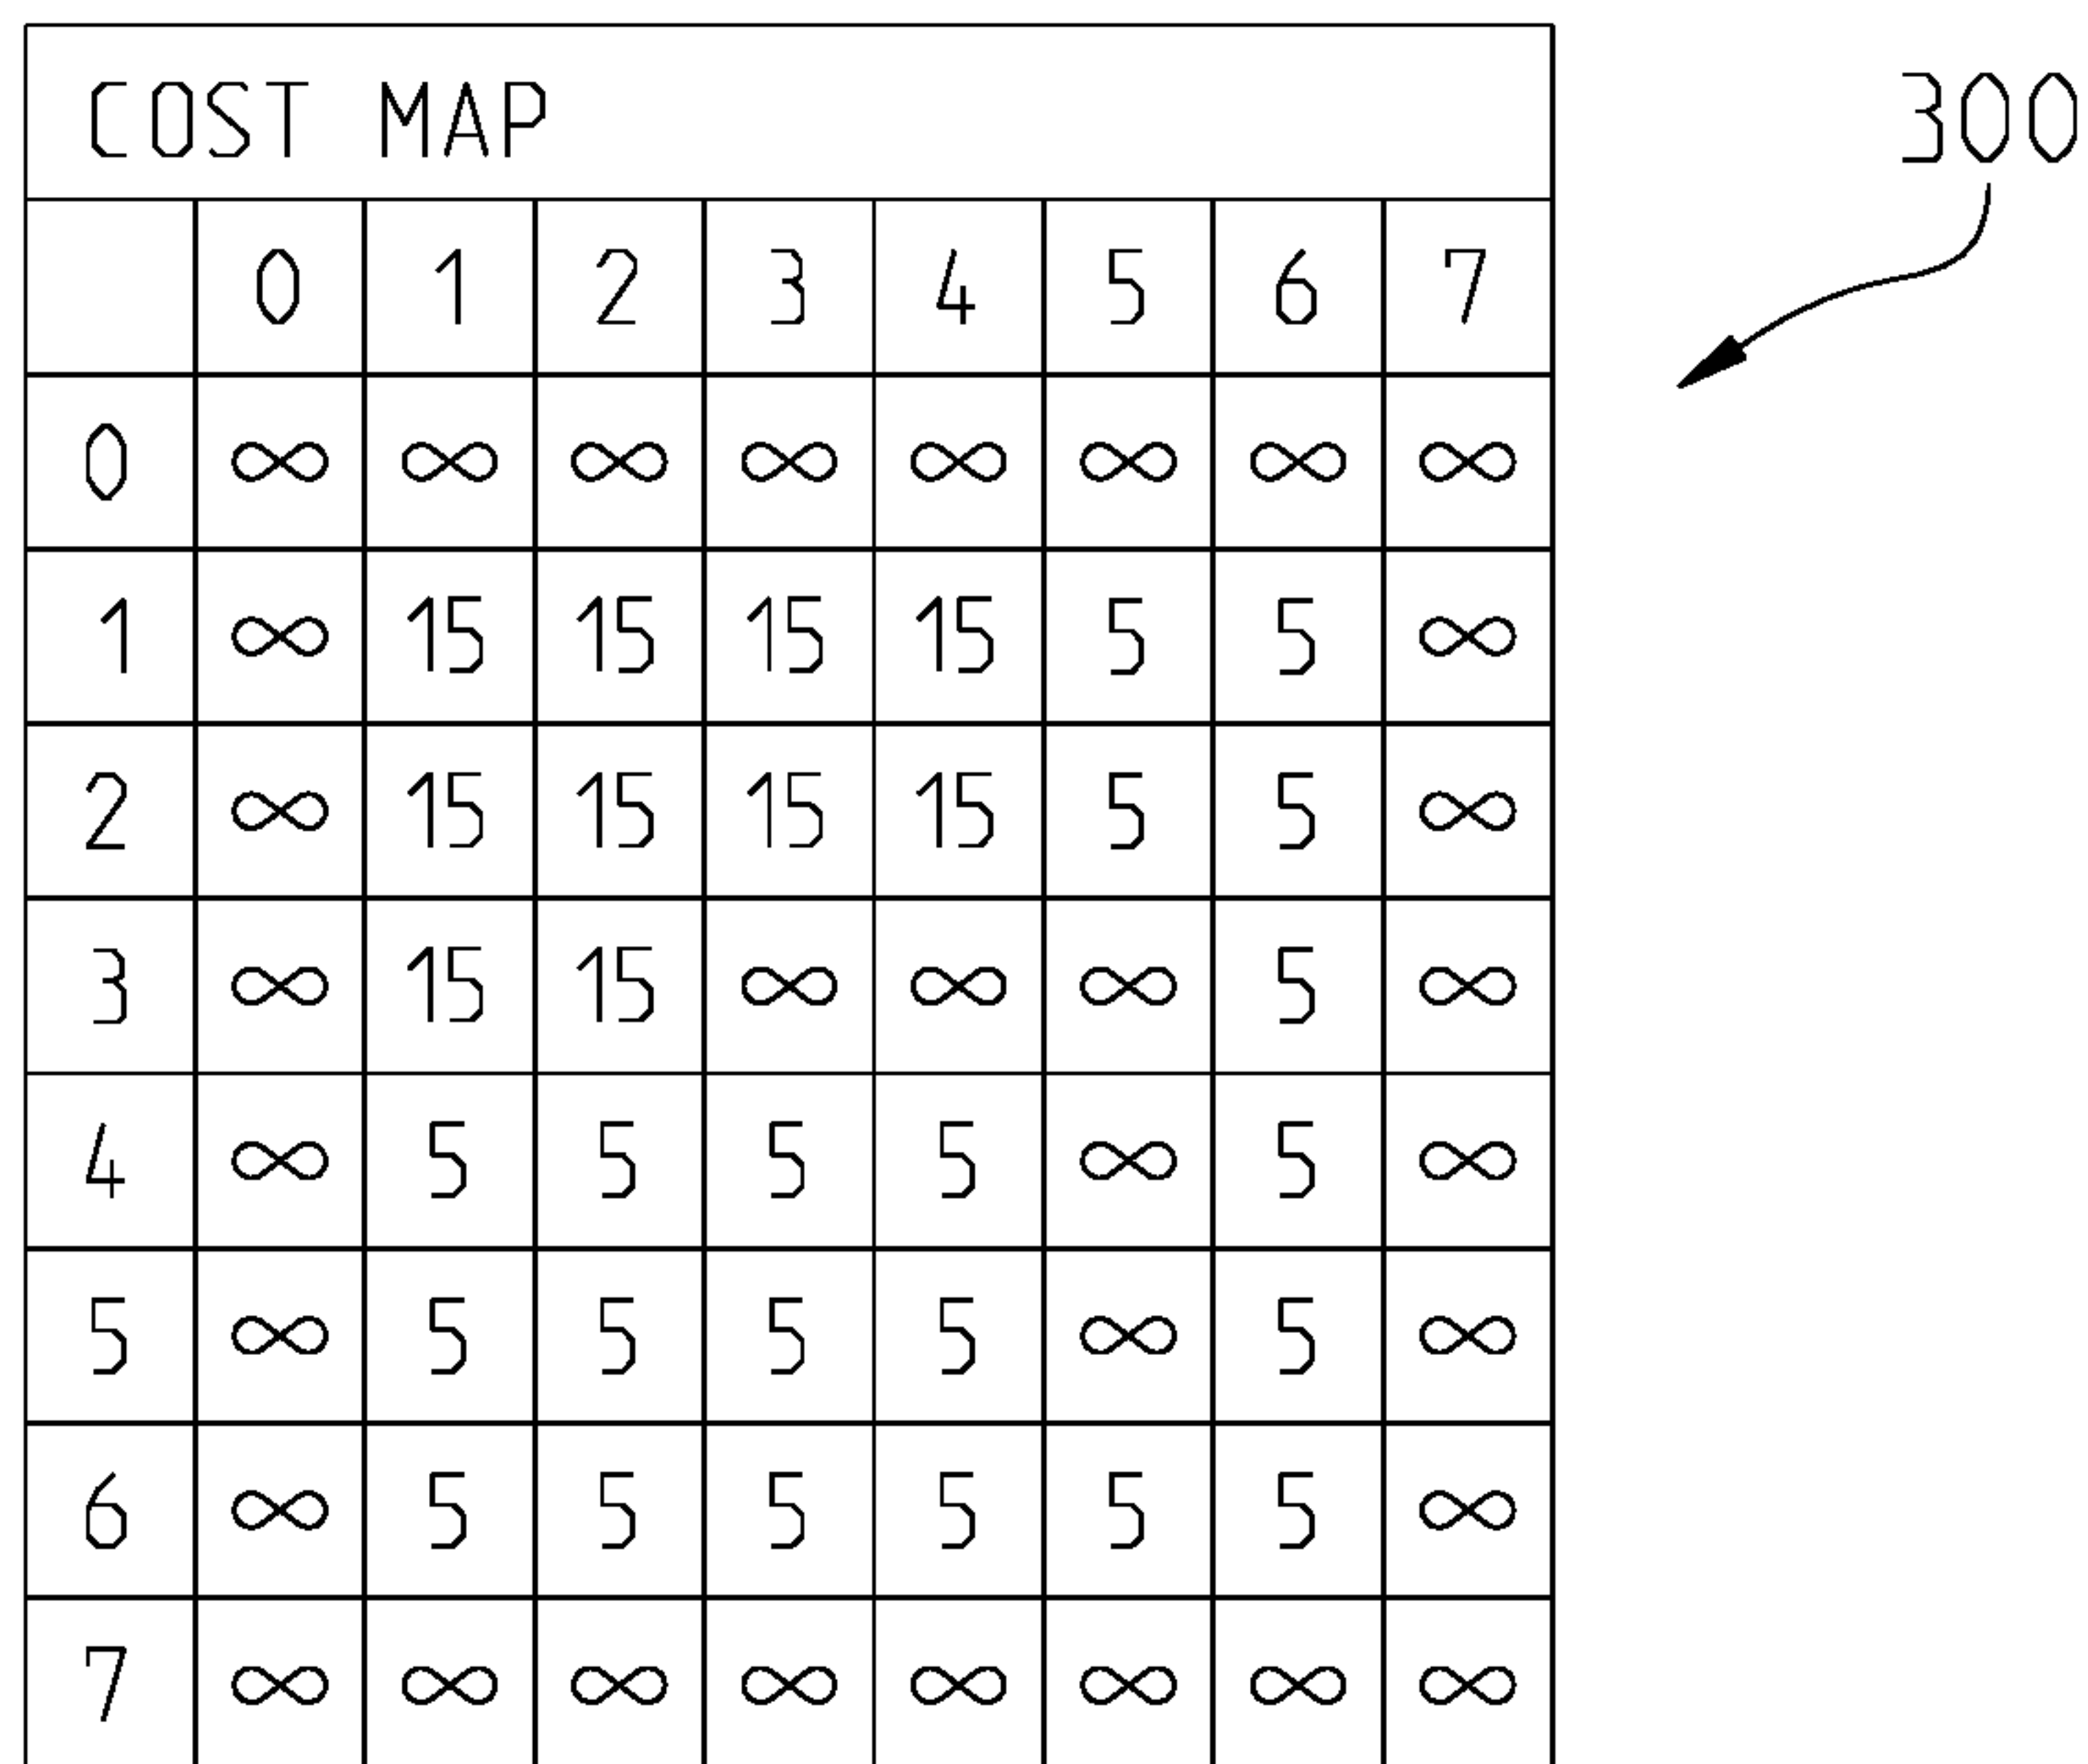 COST MAP
300
0 1 2 3 4 5 6 7
0 ∞ ∞ ∞ ∞ ∞ ∞ ∞ ∞
1 ∞ 15 15 15 15 5 5 ∞
2 ∞ 15 15 15 15 5 5 ∞
3 ∞ 15 15 ∞ ∞ ∞ 5 ∞
4 ∞ 5 5 5 5 ∞ 5 ∞
5 ∞ 5 5 5 5 ∞ 5 ∞
6 ∞ 5 5 5 5 5 5 ∞
7 ∞ ∞ ∞ ∞ ∞ ∞ ∞ ∞